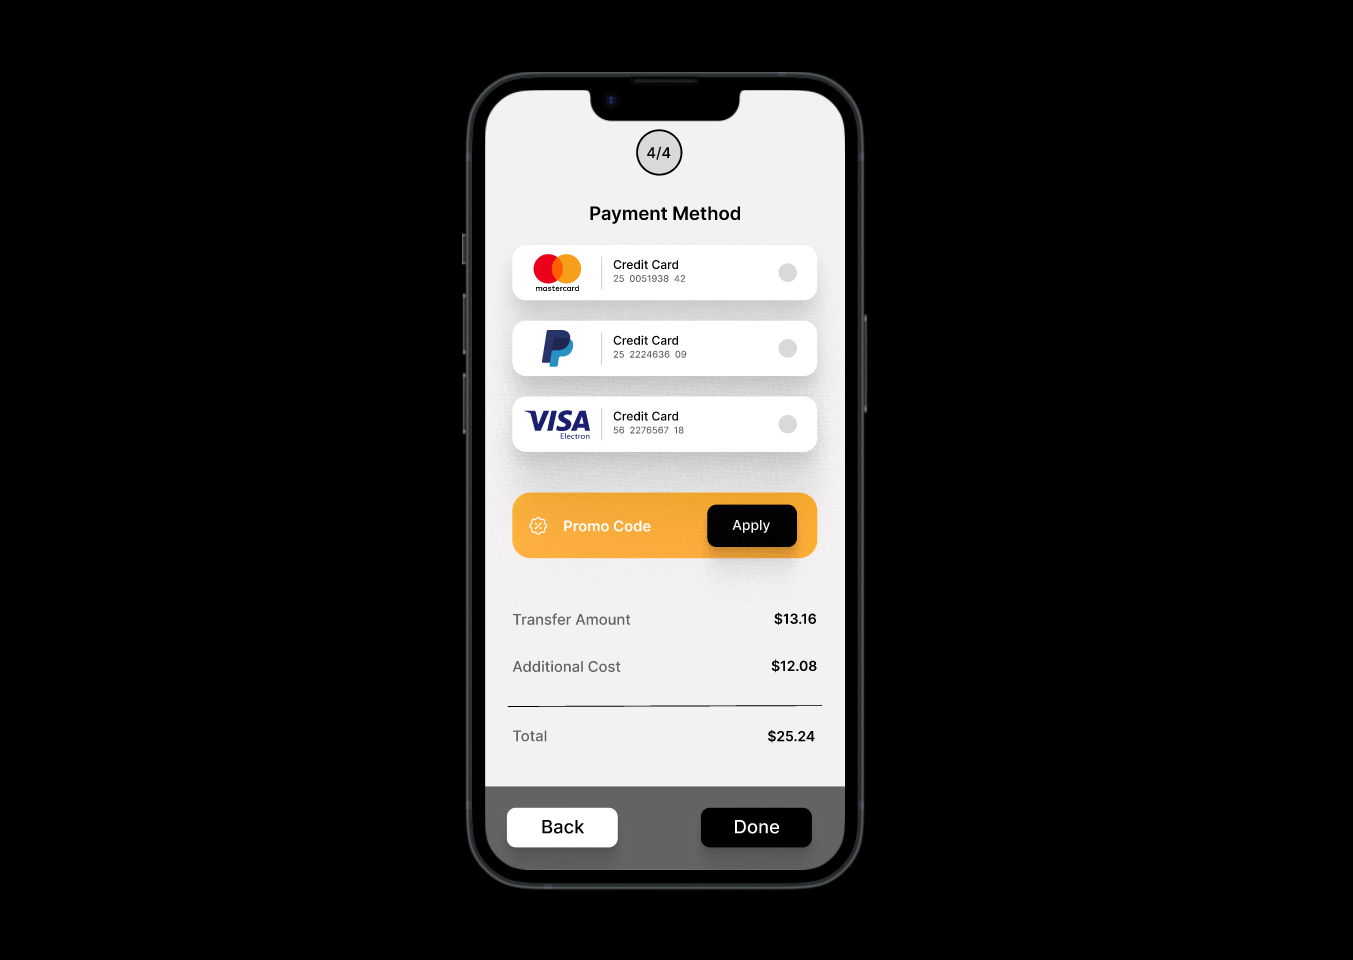 4/4
Payment Method
Credit Card
25 0051938 42
mastercard
Credit Card
25 2224636 09
VISA
Electron
Credit Card
56 2276567 18
Promo Code
Apply
Transfer Amount
$13.16
Additional Cost
$12.08
Total
$25.24
Back
Done